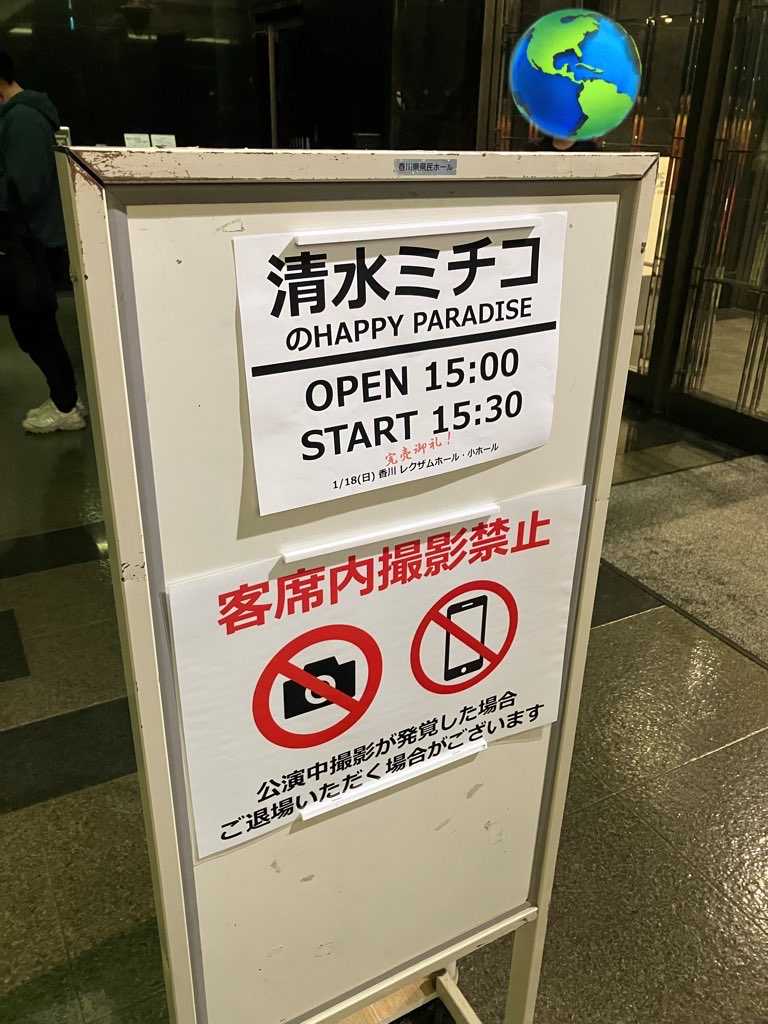 香川県県民ホール
清水ミチコ
のHAPPY PARADISE
OPEN 15:00
START 15:30
完売御礼！
1/18(日) 香川 レクザムホール・小ホール
客席内撮影禁止
公演中撮影が発覚した場合
ご退場いただく場合がございます